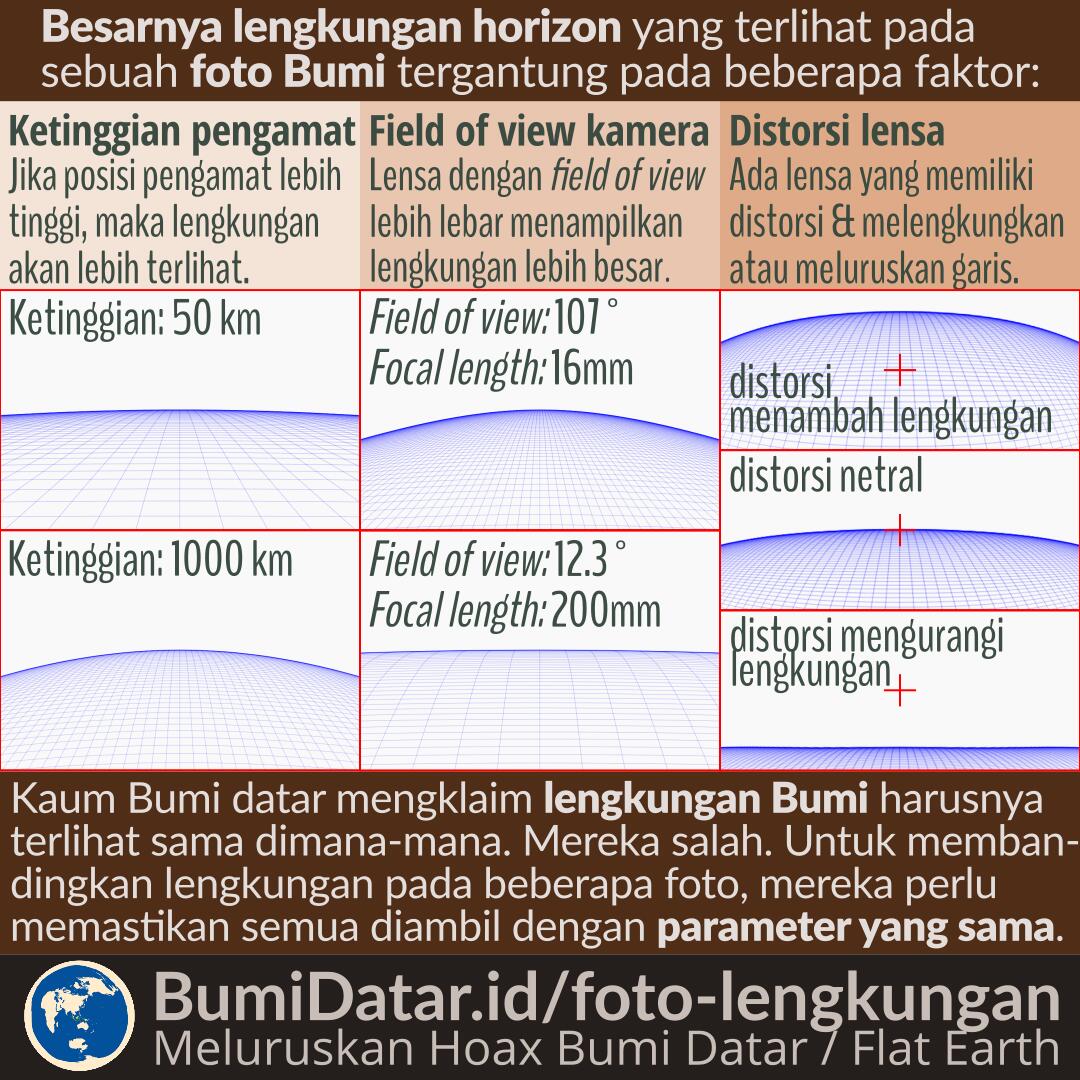 Besarnya lengkungan horizon yang terlihat pada
sebuah foto Bumi tergantung pada beberapa faktor:
Ketinggian pengamat
Jika posisi pengamat lebih
tinggi, maka lengkungan
akan lebih terlihat.
Ketinggian: 50 km
Ketinggian: 1000 km
Field of view kamera
Lensa dengan field of view
lebih lebar menampilkan
lengkungan lebih besar.
Field of view: 101 °
Focal length: 16mm
Field of view: 12.3 °
Focal length: 200mm
Distorsi lensa
Ada lensa yang memiliki
distorsi & melengkungkan
atau meluruskan garis.
distorsi
menambah lengkungan
distorsi netral
distorsi mengurangi
lengkungan
Kaum Bumi datar mengklaim lengkungan Bumi harusnya
terlihat sama dimana-mana. Mereka salah. Untuk memban-
dingkan lengkungan pada beberapa foto, mereka perlu
memastikan semua diambil dengan parameter yang sama.
BumiDatar.id/foto-lengkungan
Meluruskan Hoax Bumi Datar / Flat Earth